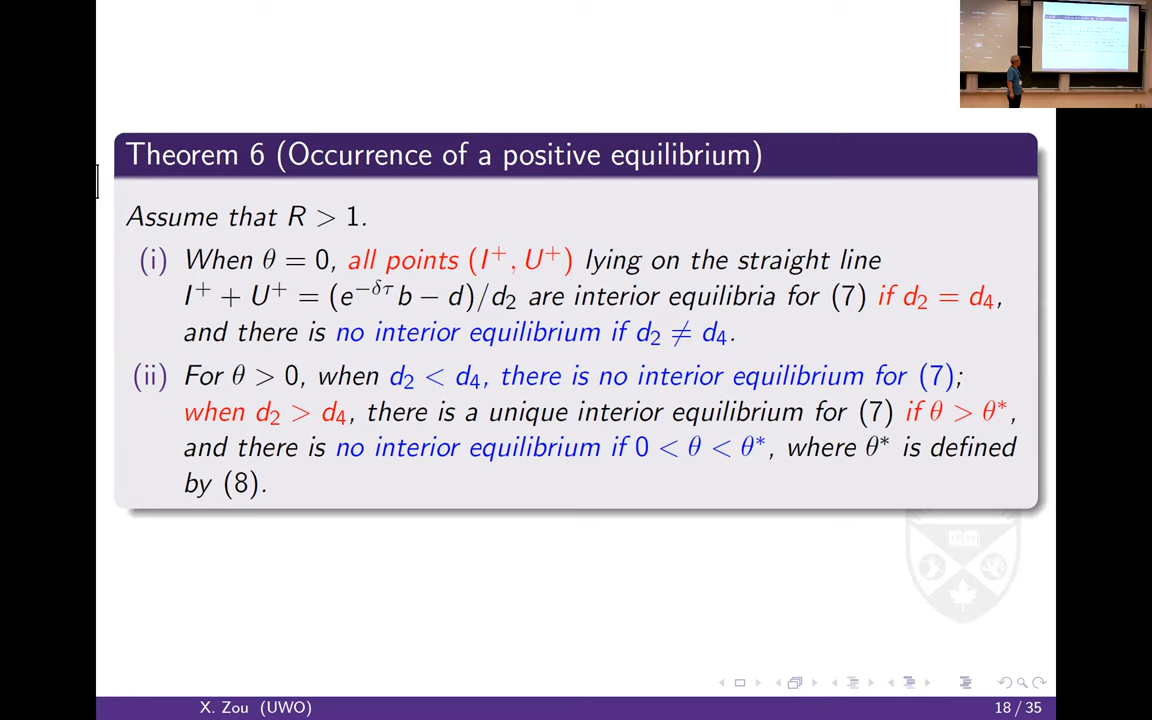 Theorem 6 (Occurrence of a positive equilibrium)
Assume that R > 1.
(i) When θ = 0, all points (I⁺, U⁺) lying on the straight line
I⁺ + U⁺ = (e^{−δτ} b − d)/d₂ are interior equilibria for (7) if d₂ = d₄,
and there is no interior equilibrium if d₂ ≠ d₄.
(ii) For θ > 0, when d₂ < d₄, there is no interior equilibrium for (7);
when d₂ > d₄, there is a unique interior equilibrium for (7) if θ > θ*,
and there is no interior equilibrium if 0 < θ < θ*, where θ* is defined
by (8).
X. Zou (UWO)
18 / 35